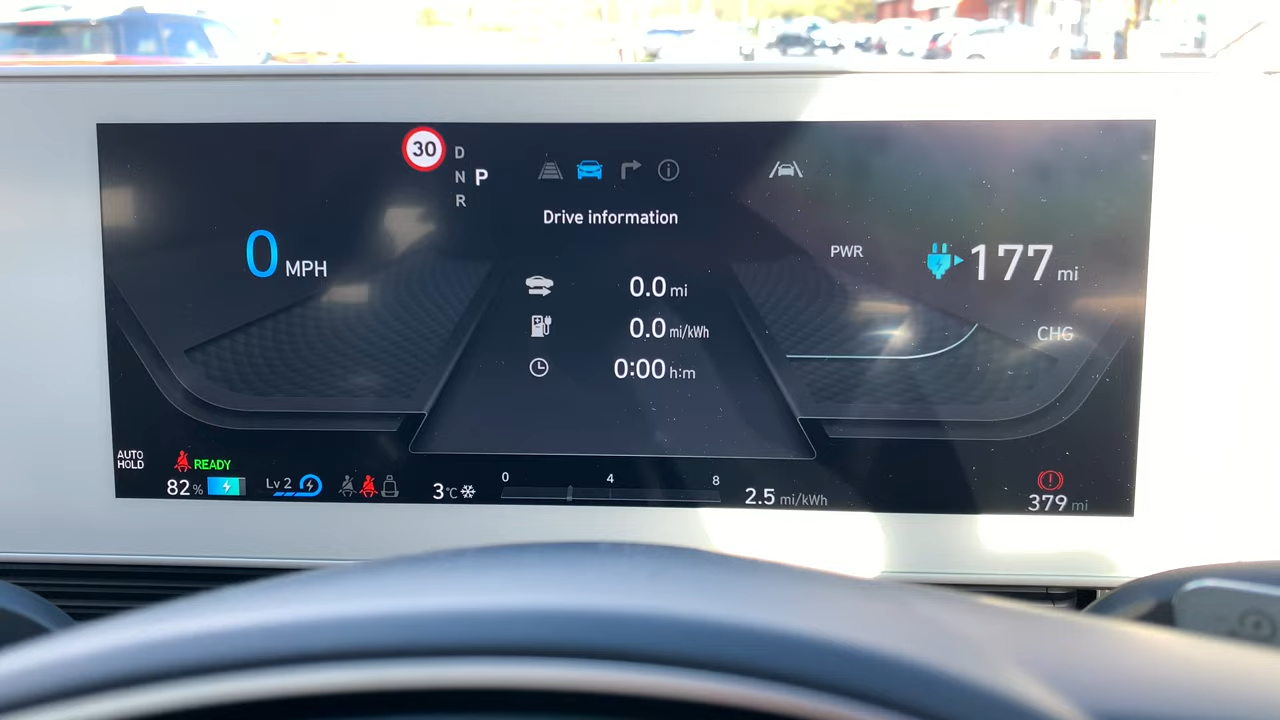 30
D
N P
R
Drive information
0 MPH
PWR
177 mi
0.0 mi
0.0 mi/kWh
CHG
0:00 h:m
AUTO
HOLD
READY
82 %
Lv 2
3°C
0 4 8
2.5 mi/kWh
379 mi